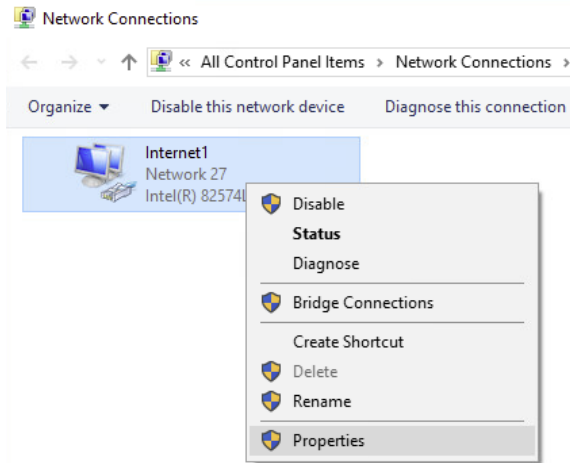 Network Connections
« All Control Panel Items > Network Connections >
Organize Disable this network device Diagnose this connection
Internet1
Network 27
Intel(R) 82574L
Disable
Status
Diagnose
Bridge Connections
Create Shortcut
Delete
Rename
Properties